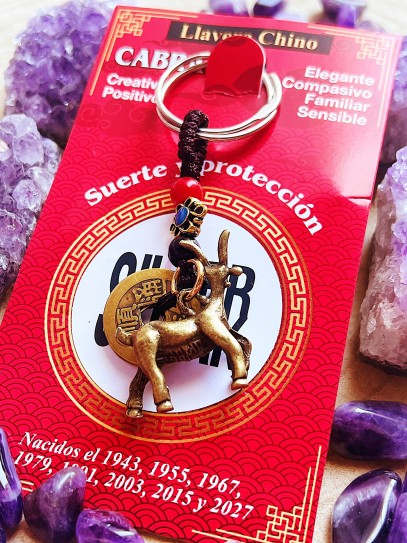 Llavero Chino
Elegante
Compasivo
Familiar
Sensible
Suerte y protección
Nacidos el 1943, 1955, 1967,
1979, 2003, 2015 y 2027